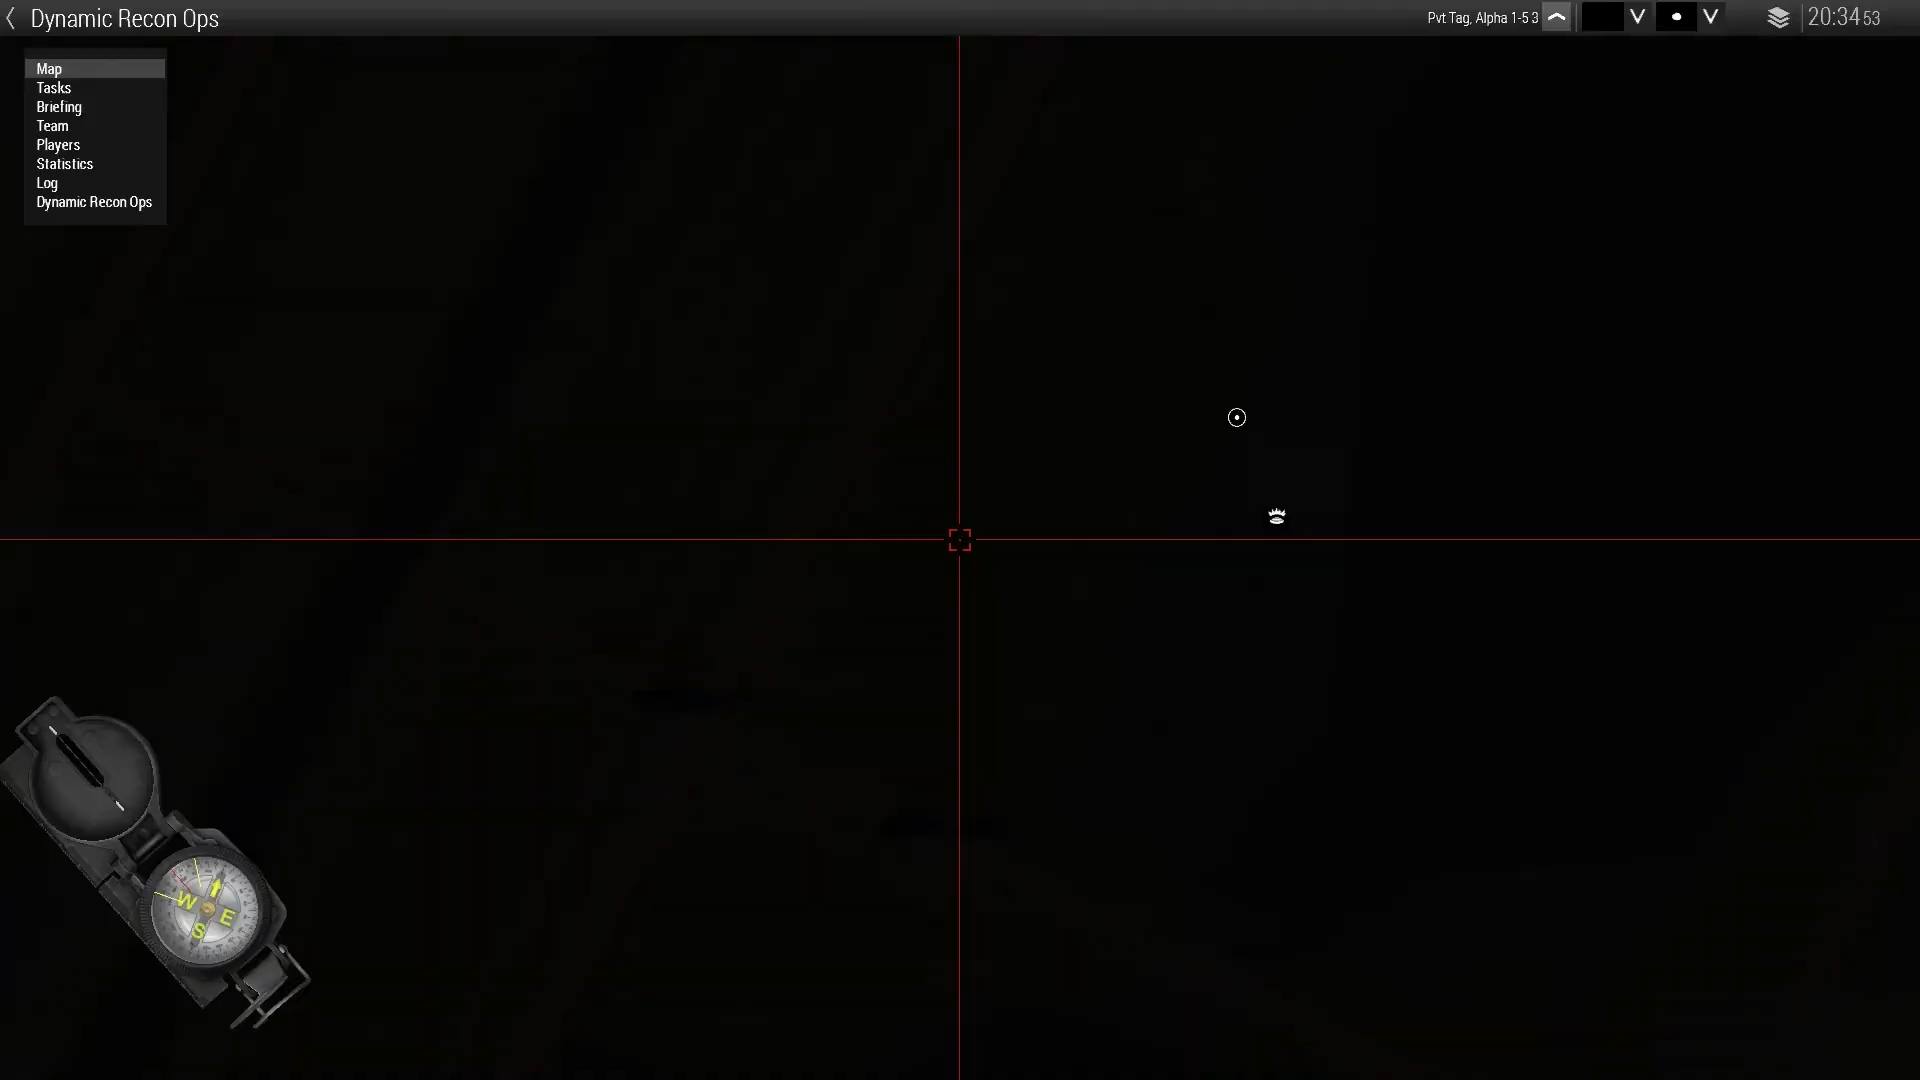 Dynamic Recon Ops
Pvt Tag, Alpha 1-5 3
20:34 53
Map
Tasks
Briefing
Team
Players
Statistics
Log
Dynamic Recon Ops
W
E
S